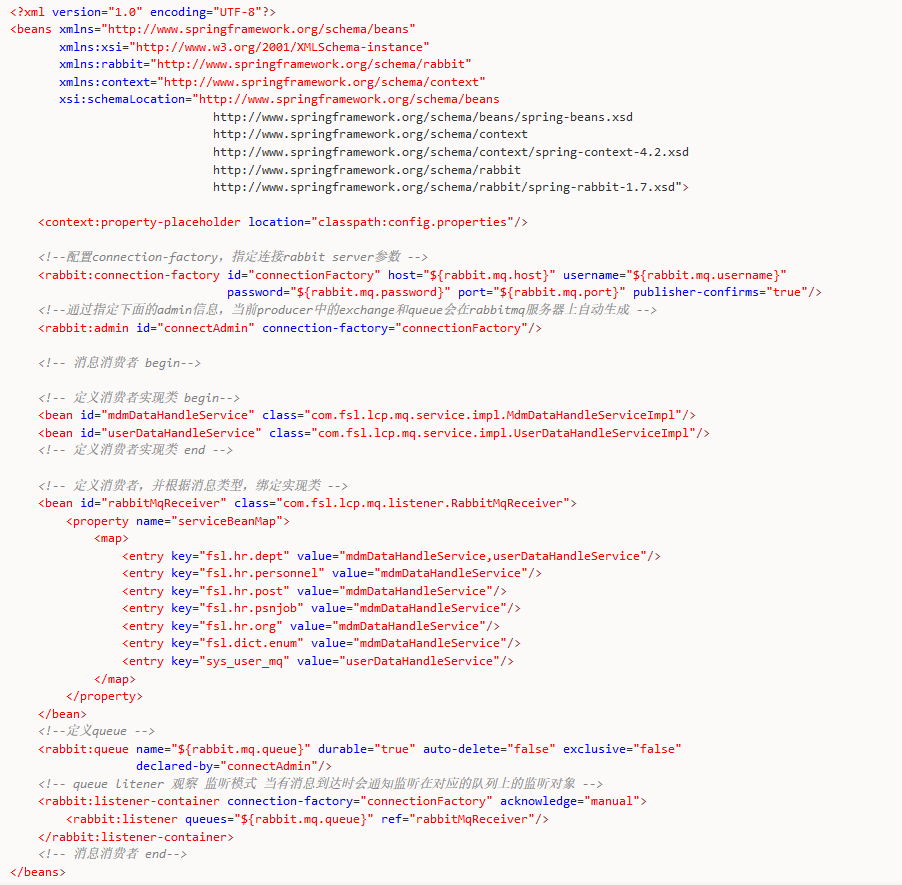 <?xml version="1.0" encoding="UTF-8"?>
<beans xmlns="http://www.springframework.org/schema/beans"
       xmlns:xsi="http://www.w3.org/2001/XMLSchema-instance"
       xmlns:rabbit="http://www.springframework.org/schema/rabbit"
       xmlns:context="http://www.springframework.org/schema/context"
       xsi:schemaLocation="http://www.springframework.org/schema/beans
                             http://www.springframework.org/schema/beans/spring-beans.xsd
                             http://www.springframework.org/schema/context
                             http://www.springframework.org/schema/context/spring-context-4.2.xsd
                             http://www.springframework.org/schema/rabbit
                             http://www.springframework.org/schema/rabbit/spring-rabbit-1.7.xsd">
    <context:property-placeholder location="classpath:config.properties"/>
    <!--配置connection-factory，指定连接rabbit server参数 -->
    <rabbit:connection-factory id="connectionFactory" host="${rabbit.mq.host}" username="${rabbit.mq.username}"
                               password="${rabbit.mq.password}" port="${rabbit.mq.port}" publisher-confirms="true"/>
    <!--通过指定下面的admin信息，当前producer中的exchange和queue会在rabbitmq服务器上自动生成 -->
    <rabbit:admin id="connectAdmin" connection-factory="connectionFactory"/>
    <!-- 消息消费者 begin-->
    <!-- 定义消费者实现类 begin-->
    <bean id="mdmDataHandleService" class="com.fsl.lcp.mq.service.impl.MdmDataHandleServiceImpl"/>
    <bean id="userDataHandleService" class="com.fsl.lcp.mq.service.impl.UserDataHandleServiceImpl"/>
    <!-- 定义消费者实现类 end -->
    <!-- 定义消费者，并根据消息类型，绑定实现类 -->
    <bean id="rabbitMqReceiver" class="com.fsl.lcp.mq.listener.RabbitMqReceiver">
        <property name="serviceBeanMap">
            <map>
                <entry key="fsl.hr.dept" value="mdmDataHandleService,userDataHandleService"/>
                <entry key="fsl.hr.personnel" value="mdmDataHandleService"/>
                <entry key="fsl.hr.post" value="mdmDataHandleService"/>
                <entry key="fsl.hr.psnjob" value="mdmDataHandleService"/>
                <entry key="fsl.hr.org" value="mdmDataHandleService"/>
                <entry key="fsl.dict.enum" value="mdmDataHandleService"/>
                <entry key="sys_user_mq" value="userDataHandleService"/>
            </map>
        </property>
    </bean>
    <!--定义queue -->
    <rabbit:queue name="${rabbit.mq.queue}" durable="true" auto-delete="false" exclusive="false"
                  declared-by="connectAdmin"/>
    <!-- queue litener 观察 监听模式 当有消息到达时会通知监听在对应的队列上的监听对象 -->
    <rabbit:listener-container connection-factory="connectionFactory" acknowledge="manual">
        <rabbit:listener queues="${rabbit.mq.queue}" ref="rabbitMqReceiver"/>
    </rabbit:listener-container>
    <!-- 消息消费者 end-->
</beans>